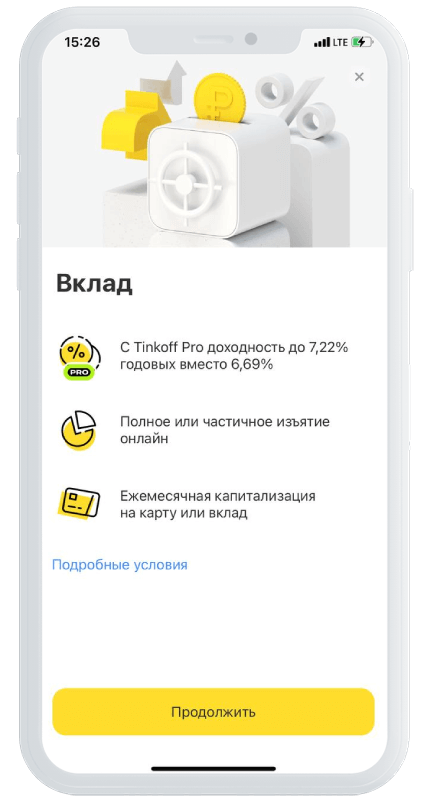 15:26
LTE
Вклад
С Tinkoff Pro доходность до 7,22%
годовых вместо 6,69%
PRO
Полное или частичное изъятие
онлайн
Ежемесячная капитализация
на карту или вклад
Подробные условия
Продолжить